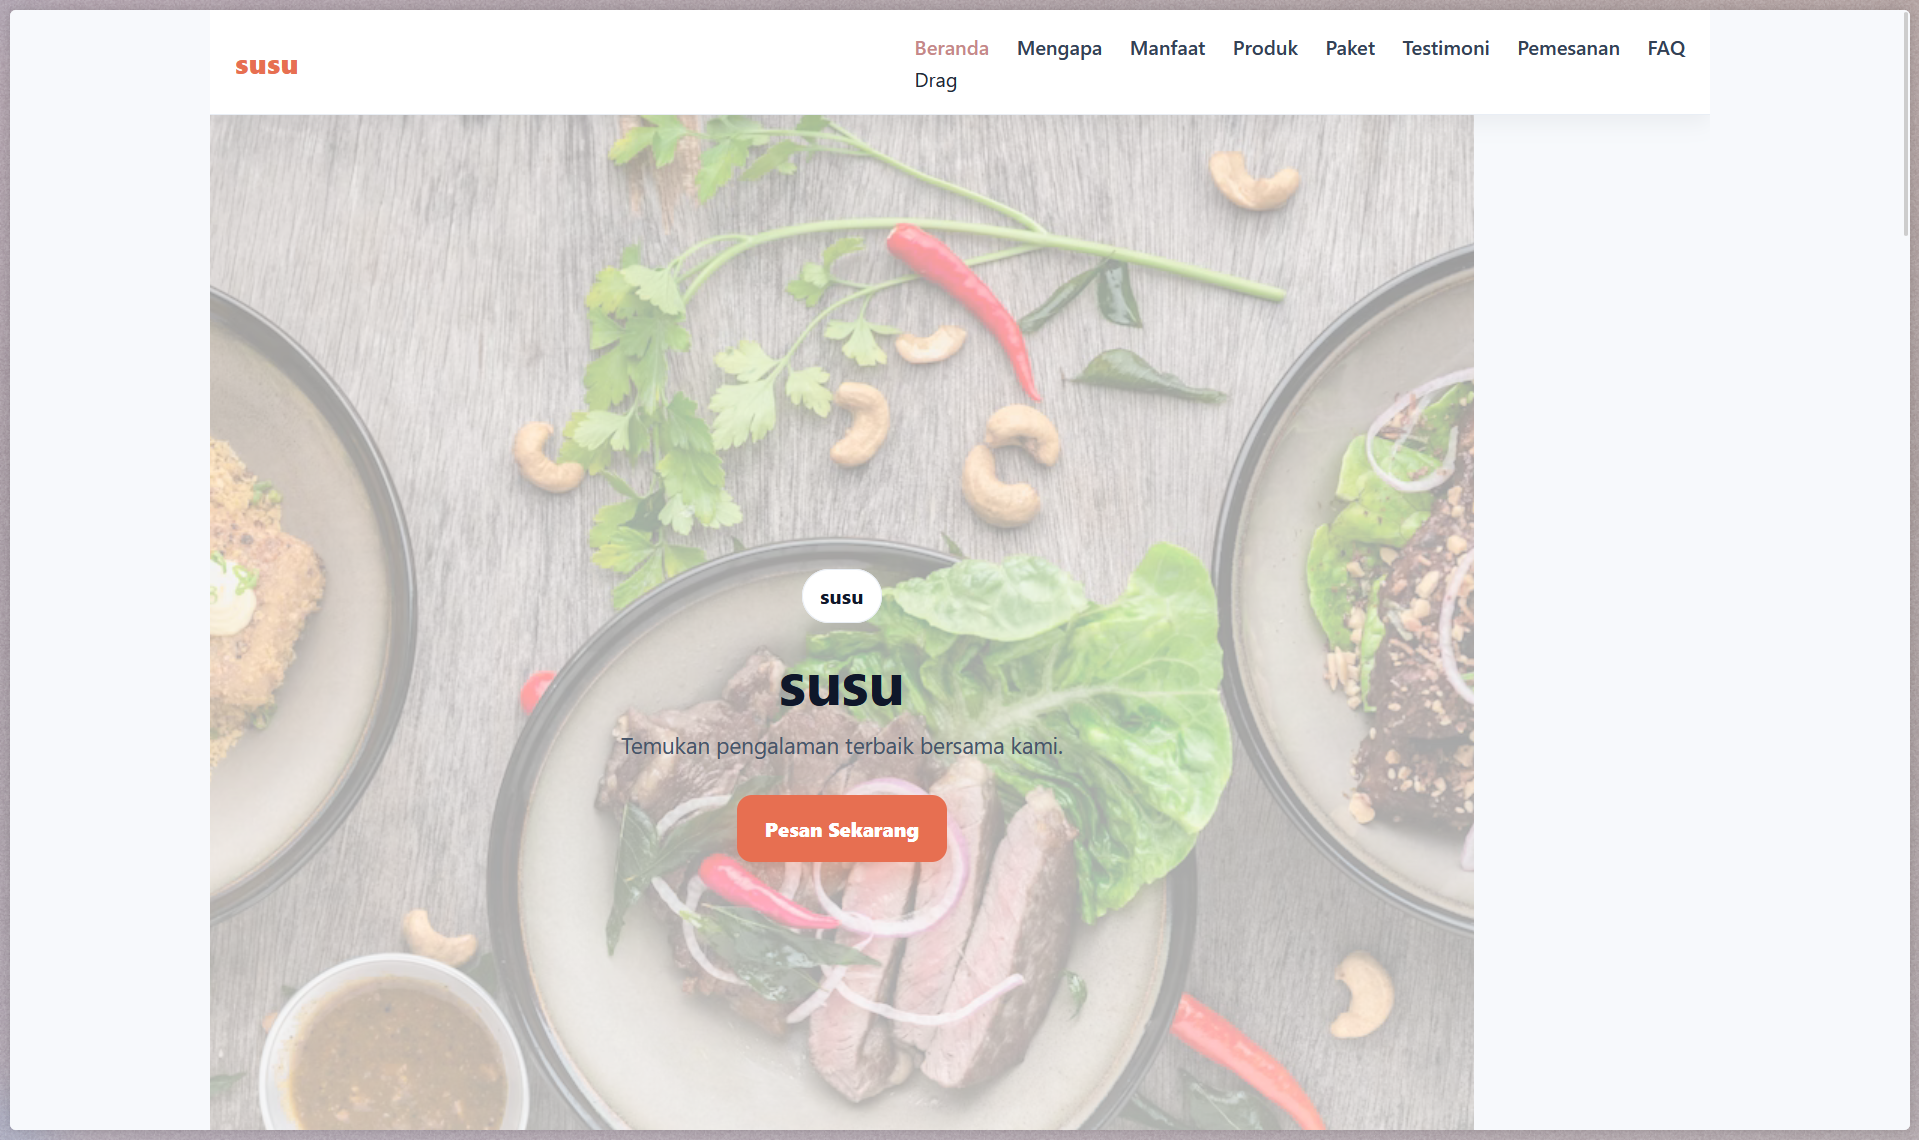 susu
Beranda Mengapa Manfaat Produk Paket Testimoni Pemesanan FAQ
Drag
susu
susu
Temukan pengalaman terbaik bersama kami.
Pesan Sekarang